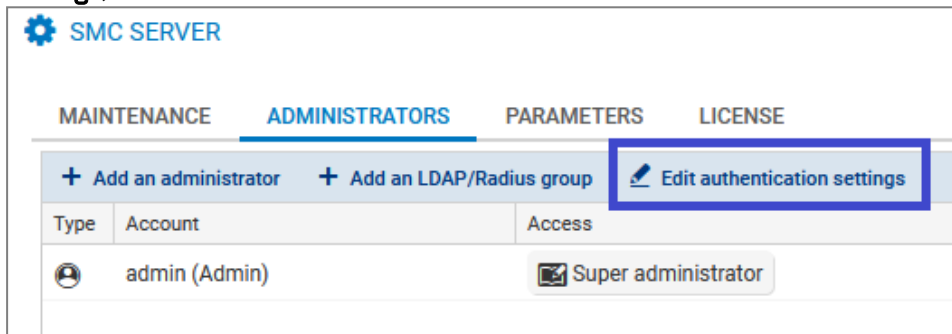 SMC SERVER
MAINTENANCE ADMINISTRATORS PARAMETERS LICENSE
+ Add an administrator + Add an LDAP/Radius group Edit authentication settings
Type Account Access
admin (Admin) Super administrator